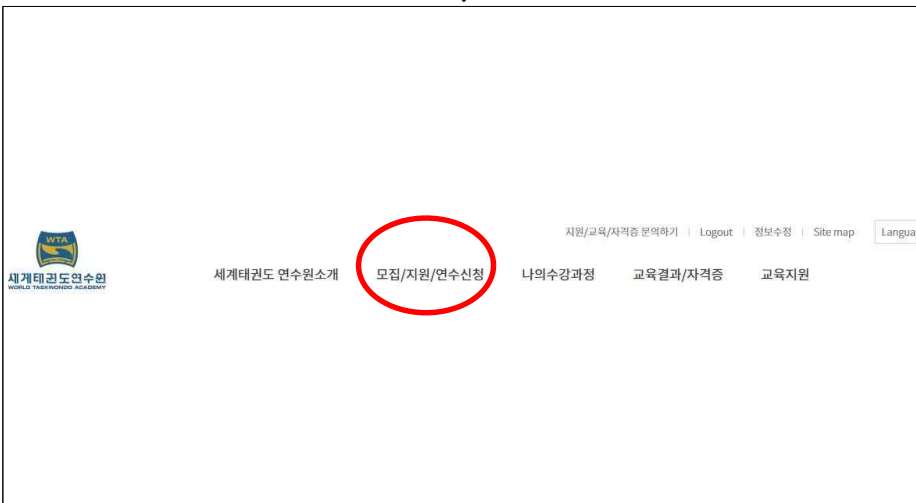 지원/교육/자격증 문의하기 | Logout | 정보수정 | Site map Langua
WTA
세계태권도연수원
WORLD TAEKWONDO ACADEMY
세계태권도 연수원소개 모집/지원/연수신청 나의수강과정 교육결과/자격증 교육지원